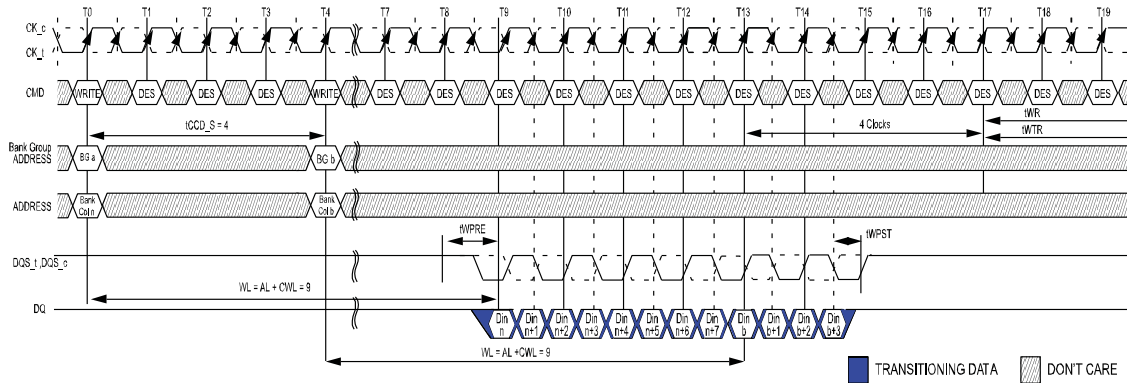 T0 T1 T2 T3 T4 T7 T8 T9 T10 T11 T12 T13 T14 T15 T16 T17 T18 T19
CK_c
CK_t
CMD WRITE DES DES DES WRITE DES DES DES DES DES DES DES DES DES DES DES DES DES
tCCD_S = 4
4 Clocks
tWR
tWTR
Bank Group
ADDRESS
BG a
BG b
ADDRESS
Bank
Col n
Bank
Col b
tWPRE
tWPST
DQS_t ,DQS_c
WL = AL + CWL = 9
DQ
Din
n
Din
n+1
Din
n+2
Din
n+3
Din
n+4
Din
n+5
Din
n+6
Din
n+7
Din
b
Din
b+1
Din
b+2
Din
b+3
WL = AL +CWL = 9
TRANSITIONING DATA
DON'T CARE